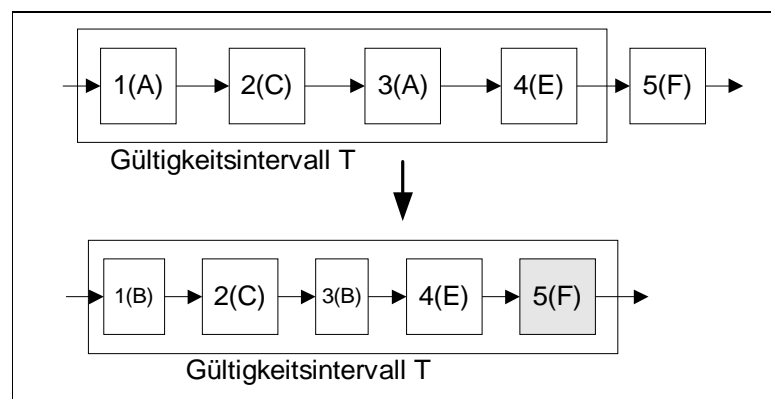 1(A) 2(C) 3(A) 4(E) 5(F)
Gültigkeitsintervall T
1(B) 2(C) 3(B) 4(E) 5(F)
Gültigkeitsintervall T